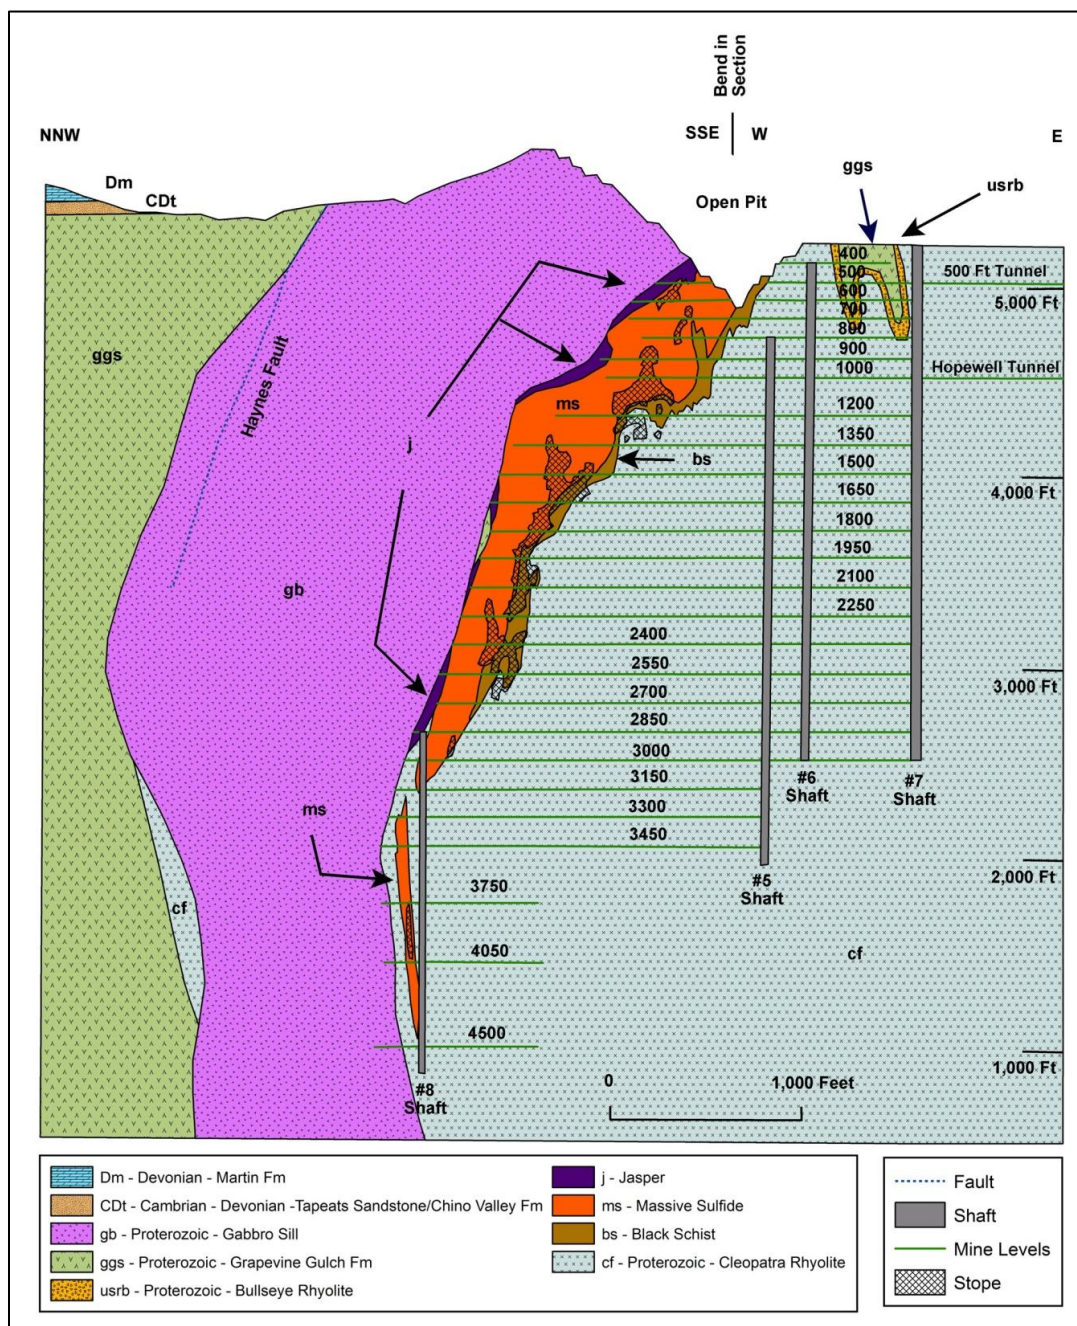 Bend in
Section
NNW
SSE
W
E
Dm
CDt
ggs
usrb
Open Pit
400
500
600
700
800
900
1000
1200
1350
1500
1650
1800
1950
2100
2250
2400
2550
2700
2850
3000
3150
3300
3450
3750
4050
4500
500 Ft Tunnel
5,000 Ft
Hopewell Tunnel
4,000 Ft
3,000 Ft
2,000 Ft
1,000 Ft
ggs
Haynes Fault
j
ms
bs
gb
ms
cf
cf
#6
Shaft
#7
Shaft
#5
Shaft
#8
Shaft
0
1,000 Feet
Dm - Devonian - Martin Fm
CDt - Cambrian - Devonian -Tapeats Sandstone/Chino Valley Fm
gb - Proterozoic - Gabbro Sill
ggs - Proterozoic - Grapevine Gulch Fm
usrb - Proterozoic - Bullseye Rhyolite
j - Jasper
ms - Massive Sulfide
bs - Black Schist
cf - Proterozoic - Cleopatra Rhyolite
Fault
Shaft
Mine Levels
Stope